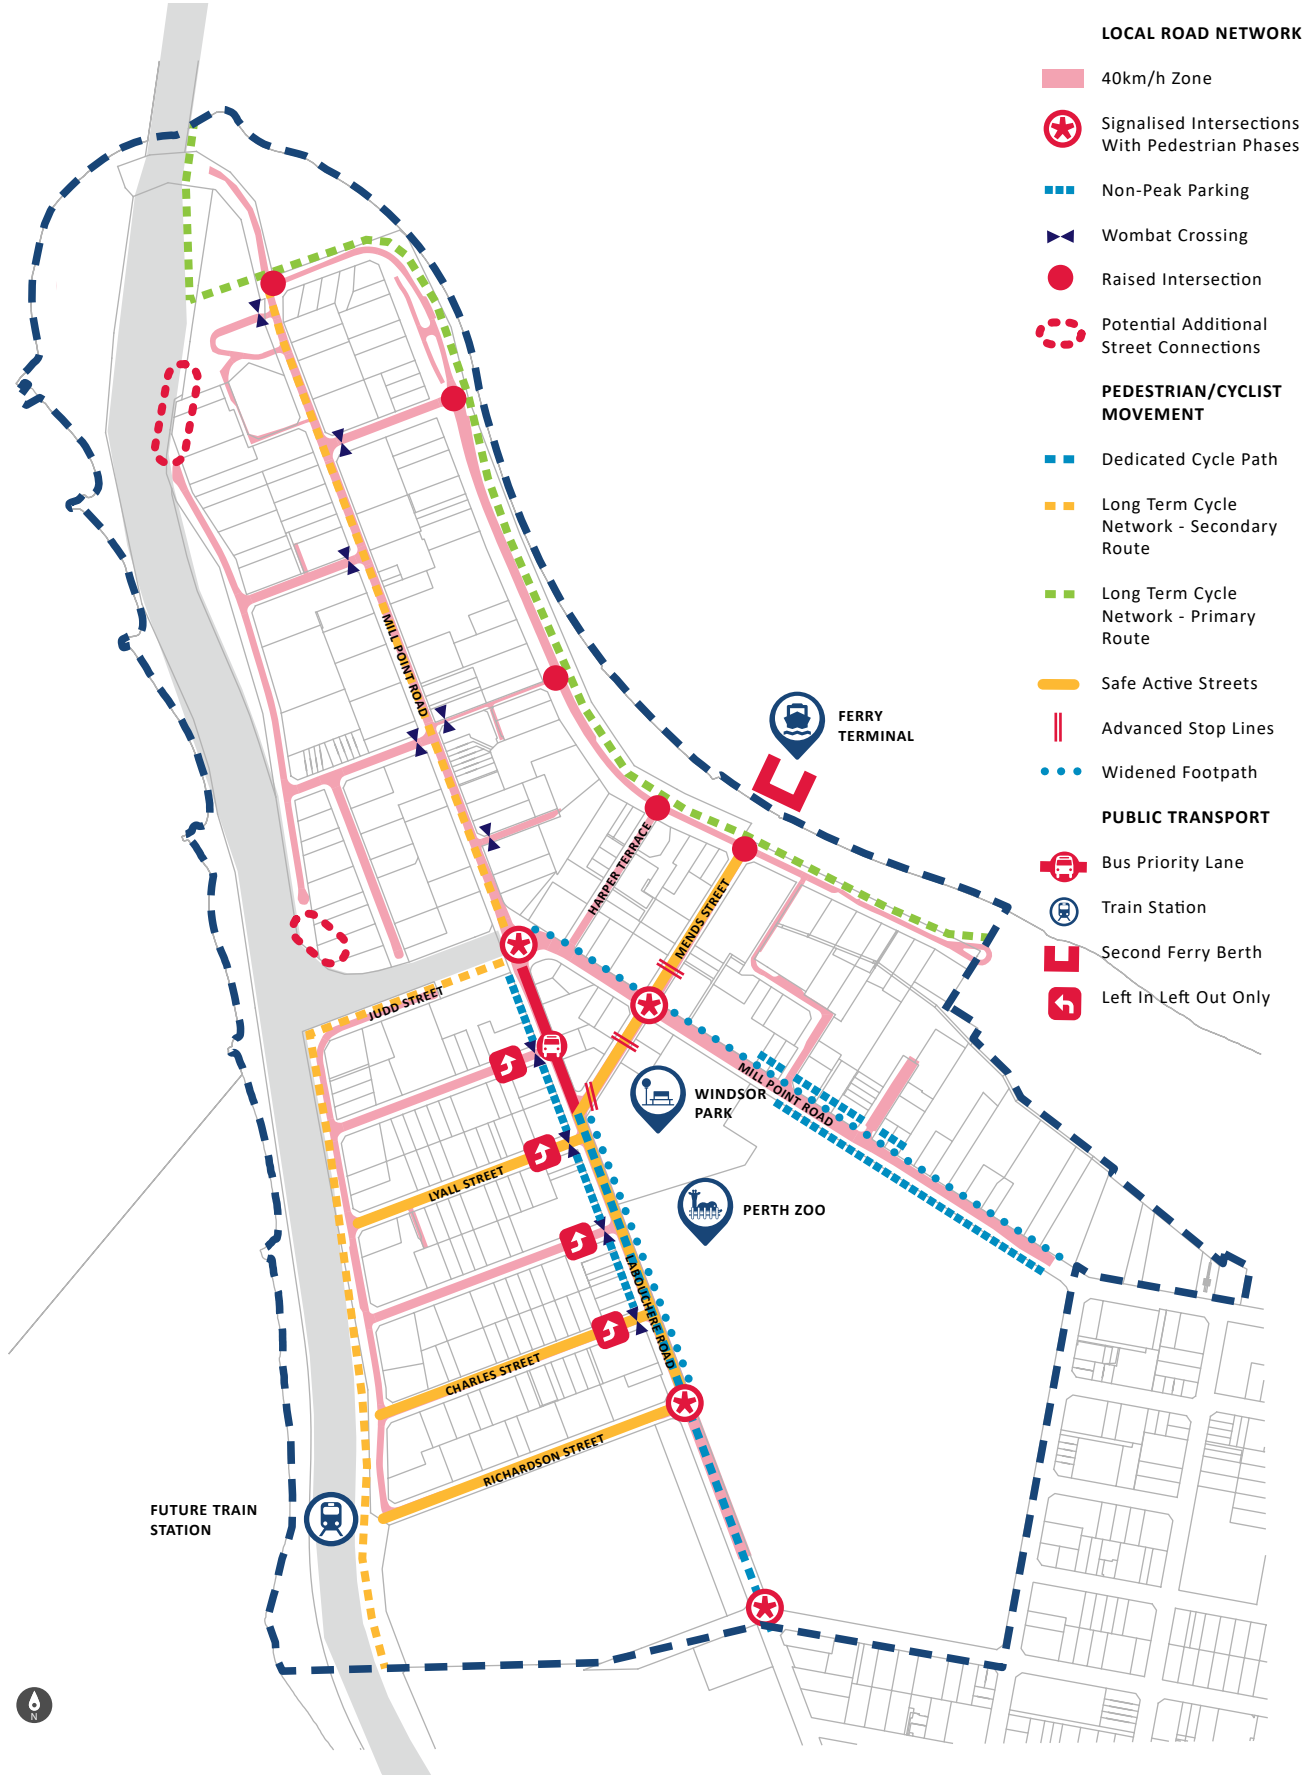 LOCAL ROAD NETWORK
40km/h Zone
Signalised Intersections
With Pedestrian Phases
Non-Peak Parking
Wombat Crossing
Raised Intersection
Potential Additional
Street Connections
PEDESTRIAN/CYCLIST
MOVEMENT
Dedicated Cycle Path
Long Term Cycle
Network - Secondary
Route
Long Term Cycle
Network - Primary
Route
Safe Active Streets
Advanced Stop Lines
Widened Footpath
PUBLIC TRANSPORT
Bus Priority Lane
Train Station
Second Ferry Berth
Left In Left Out Only
MILL POINT ROAD
FERRY
TERMINAL
HARPER TERRACE
MENDS STREET
JUDD STREET
MILL POINT ROAD
WINDSOR
PARK
LYALL STREET
PERTH ZOO
LABOUCHERE ROAD
CHARLES STREET
RICHARDSON STREET
FUTURE TRAIN
STATION
N